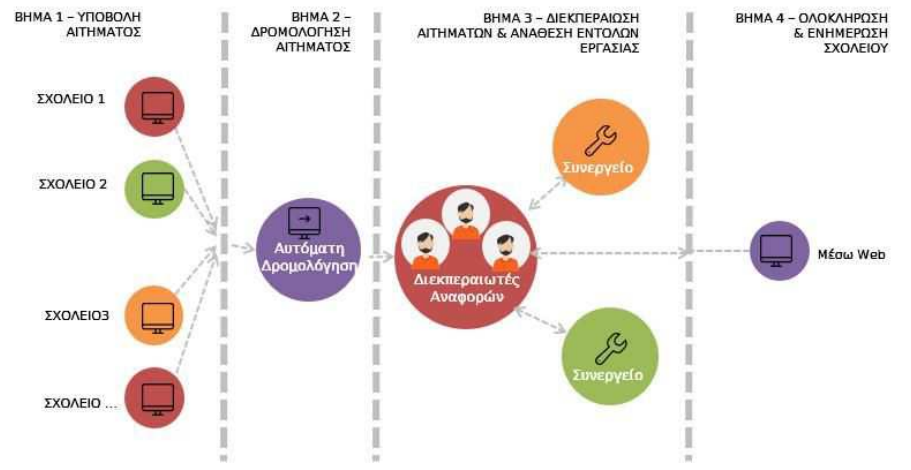 ΒΗΜΑ 1 – ΥΠΟΒΟΛΗ
ΑΙΤΗΜΑΤΟΣ
ΒΗΜΑ 2 –
ΔΡΟΜΟΛΟΓΗΣΗ
ΑΙΤΗΜΑΤΟΣ
ΒΗΜΑ 3 – ΔΙΕΚΠΕΡΑΙΩΣΗ
ΑΙΤΗΜΑΤΩΝ & ΑΝΑΘΕΣΗ ΕΝΤΟΛΩΝ
ΕΡΓΑΣΙΑΣ
ΒΗΜΑ 4 – ΟΛΟΚΛΗΡΩΣΗ
& ΕΝΗΜΕΡΩΣΗ
ΣΧΟΛΕΙΟΥ
ΣΧΟΛΕΙΟ 1
ΣΧΟΛΕΙΟ 2
ΣΧΟΛΕΙΟ3
ΣΧΟΛΕΙΟ ...
Αυτόματη
Δρομολόγηση
Διεκπεραιωτές
Αναφορών
Συνεργείο
Συνεργείο
Μέσω Web